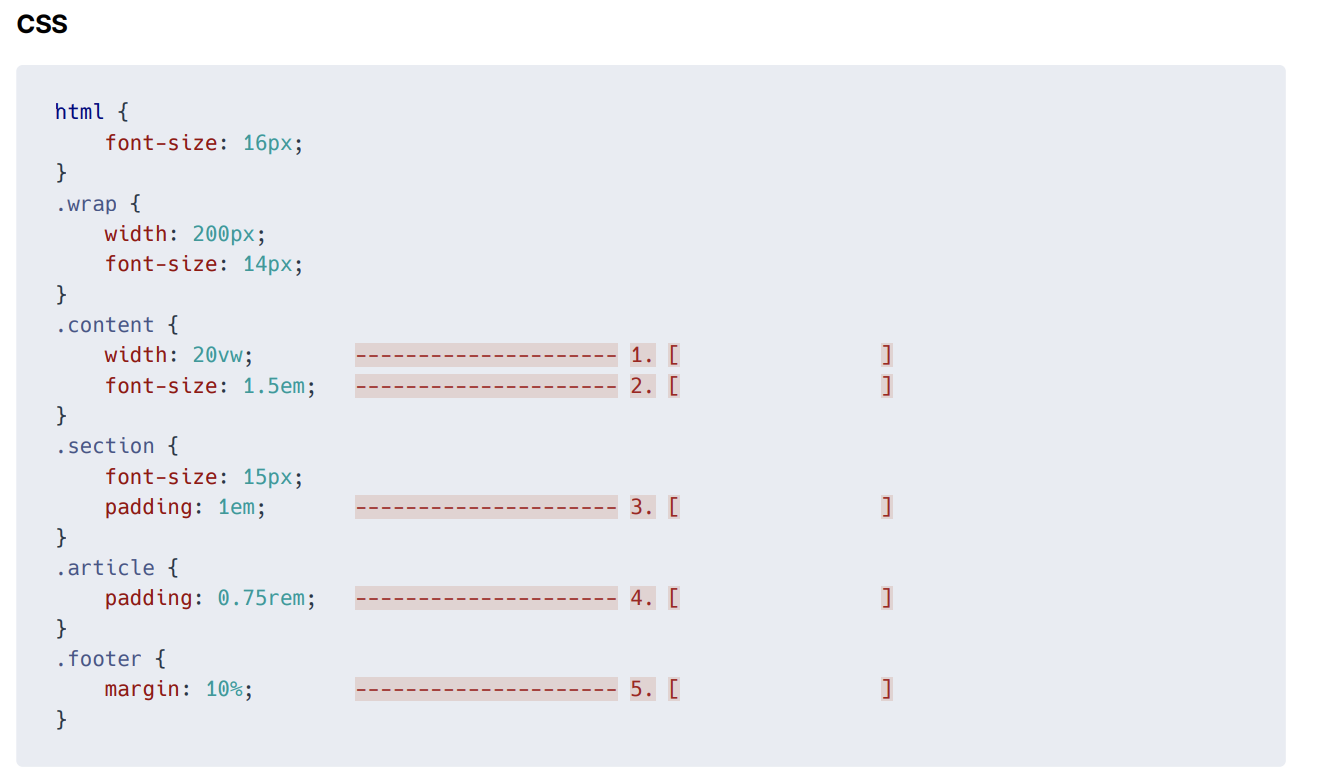 CSS
html {
    font-size: 16px;
}
.wrap {
    width: 200px;
    font-size: 14px;
}
.content {
    width: 20vw;   --------------------- 1. [                ]
    font-size: 1.5em;   --------------------- 2. [                ]
}
.section {
    font-size: 15px;
    padding: 1em;   --------------------- 3. [                ]
}
.article {
    padding: 0.75rem;   --------------------- 4. [                ]
}
.footer {
    margin: 10%;   --------------------- 5. [                ]
}